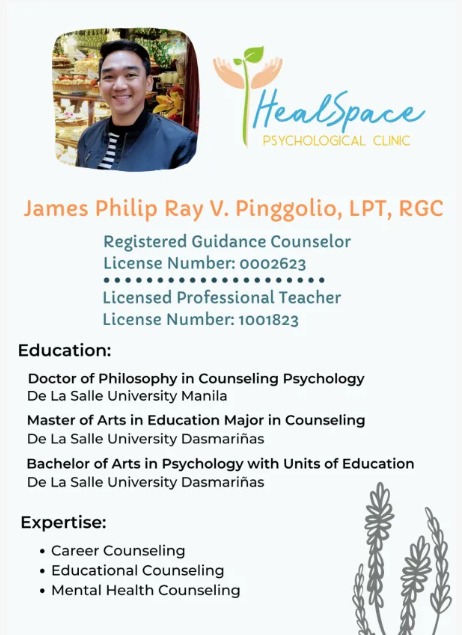 HealSpace
PSYCHOLOGICAL CLINIC
James Philip Ray V. Pinggolio, LPT, RGC
Registered Guidance Counselor
License Number: 0002623
Licensed Professional Teacher
License Number: 1001823
Education:
Doctor of Philosophy in Counseling Psychology
De La Salle University Manila
Master of Arts in Education Major in Counseling
De La Salle University Dasmariñas
Bachelor of Arts in Psychology with Units of Education
De La Salle University Dasmariñas
Expertise:
• Career Counseling
• Educational Counseling
• Mental Health Counseling